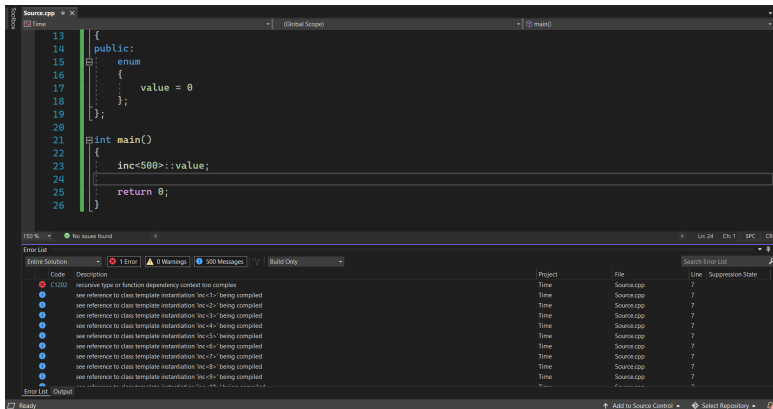 Toolbox
Source.cpp
Time (Global Scope) main()
13 {
14 public:
15 enum
16 {
17 value = 0
18 };
19 };
20
21 int main()
22 {
23 inc<500>::value;
24
25 return 0;
26 }
150 % No issues found Ln: 24 Ch: 1 SPC CR
Error List
Entire Solution 1 Error 0 Warnings 500 Messages Build Only Search Error List
Code Description Project File Line Suppression State
C1202 recursive type or function dependency context too complex Time Source.cpp 7
see reference to class template instantiation 'inc<1>' being compiled Time Source.cpp 7
see reference to class template instantiation 'inc<2>' being compiled Time Source.cpp 7
see reference to class template instantiation 'inc<3>' being compiled Time Source.cpp 7
see reference to class template instantiation 'inc<4>' being compiled Time Source.cpp 7
see reference to class template instantiation 'inc<5>' being compiled Time Source.cpp 7
see reference to class template instantiation 'inc<6>' being compiled Time Source.cpp 7
see reference to class template instantiation 'inc<7>' being compiled Time Source.cpp 7
see reference to class template instantiation 'inc<8>' being compiled Time Source.cpp 7
see reference to class template instantiation 'inc<9>' being compiled Time Source.cpp 7
Error List Output
Ready Add to Source Control Select Repository